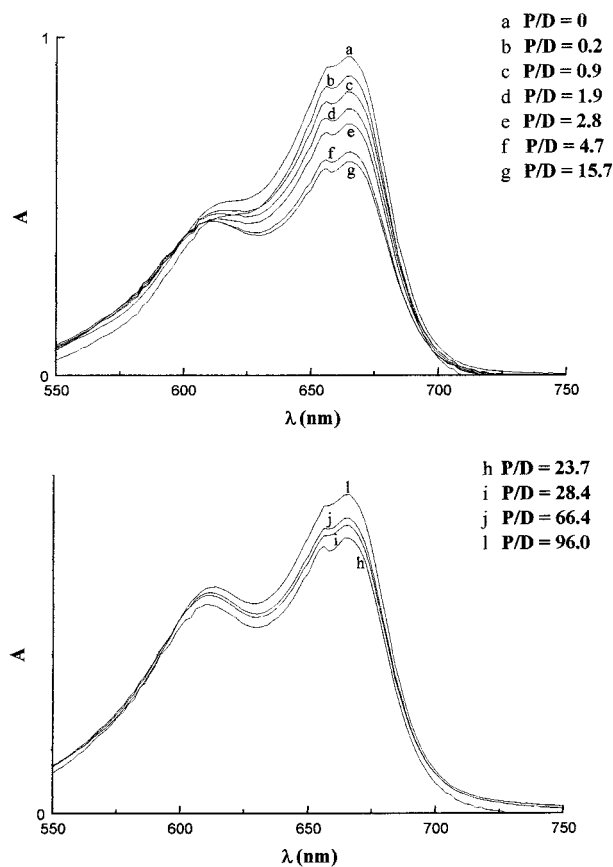 a P/D = 0
b P/D = 0.2
c P/D = 0.9
d P/D = 1.9
e P/D = 2.8
f P/D = 4.7
g P/D = 15.7
1
a
b
c
d
e
f
g
A
0
550 600 650 700 750
λ (nm)
h P/D = 23.7
i P/D = 28.4
j P/D = 66.4
l P/D = 96.0
l
j
i
h
A
0
550 600 650 700 750
λ (nm)